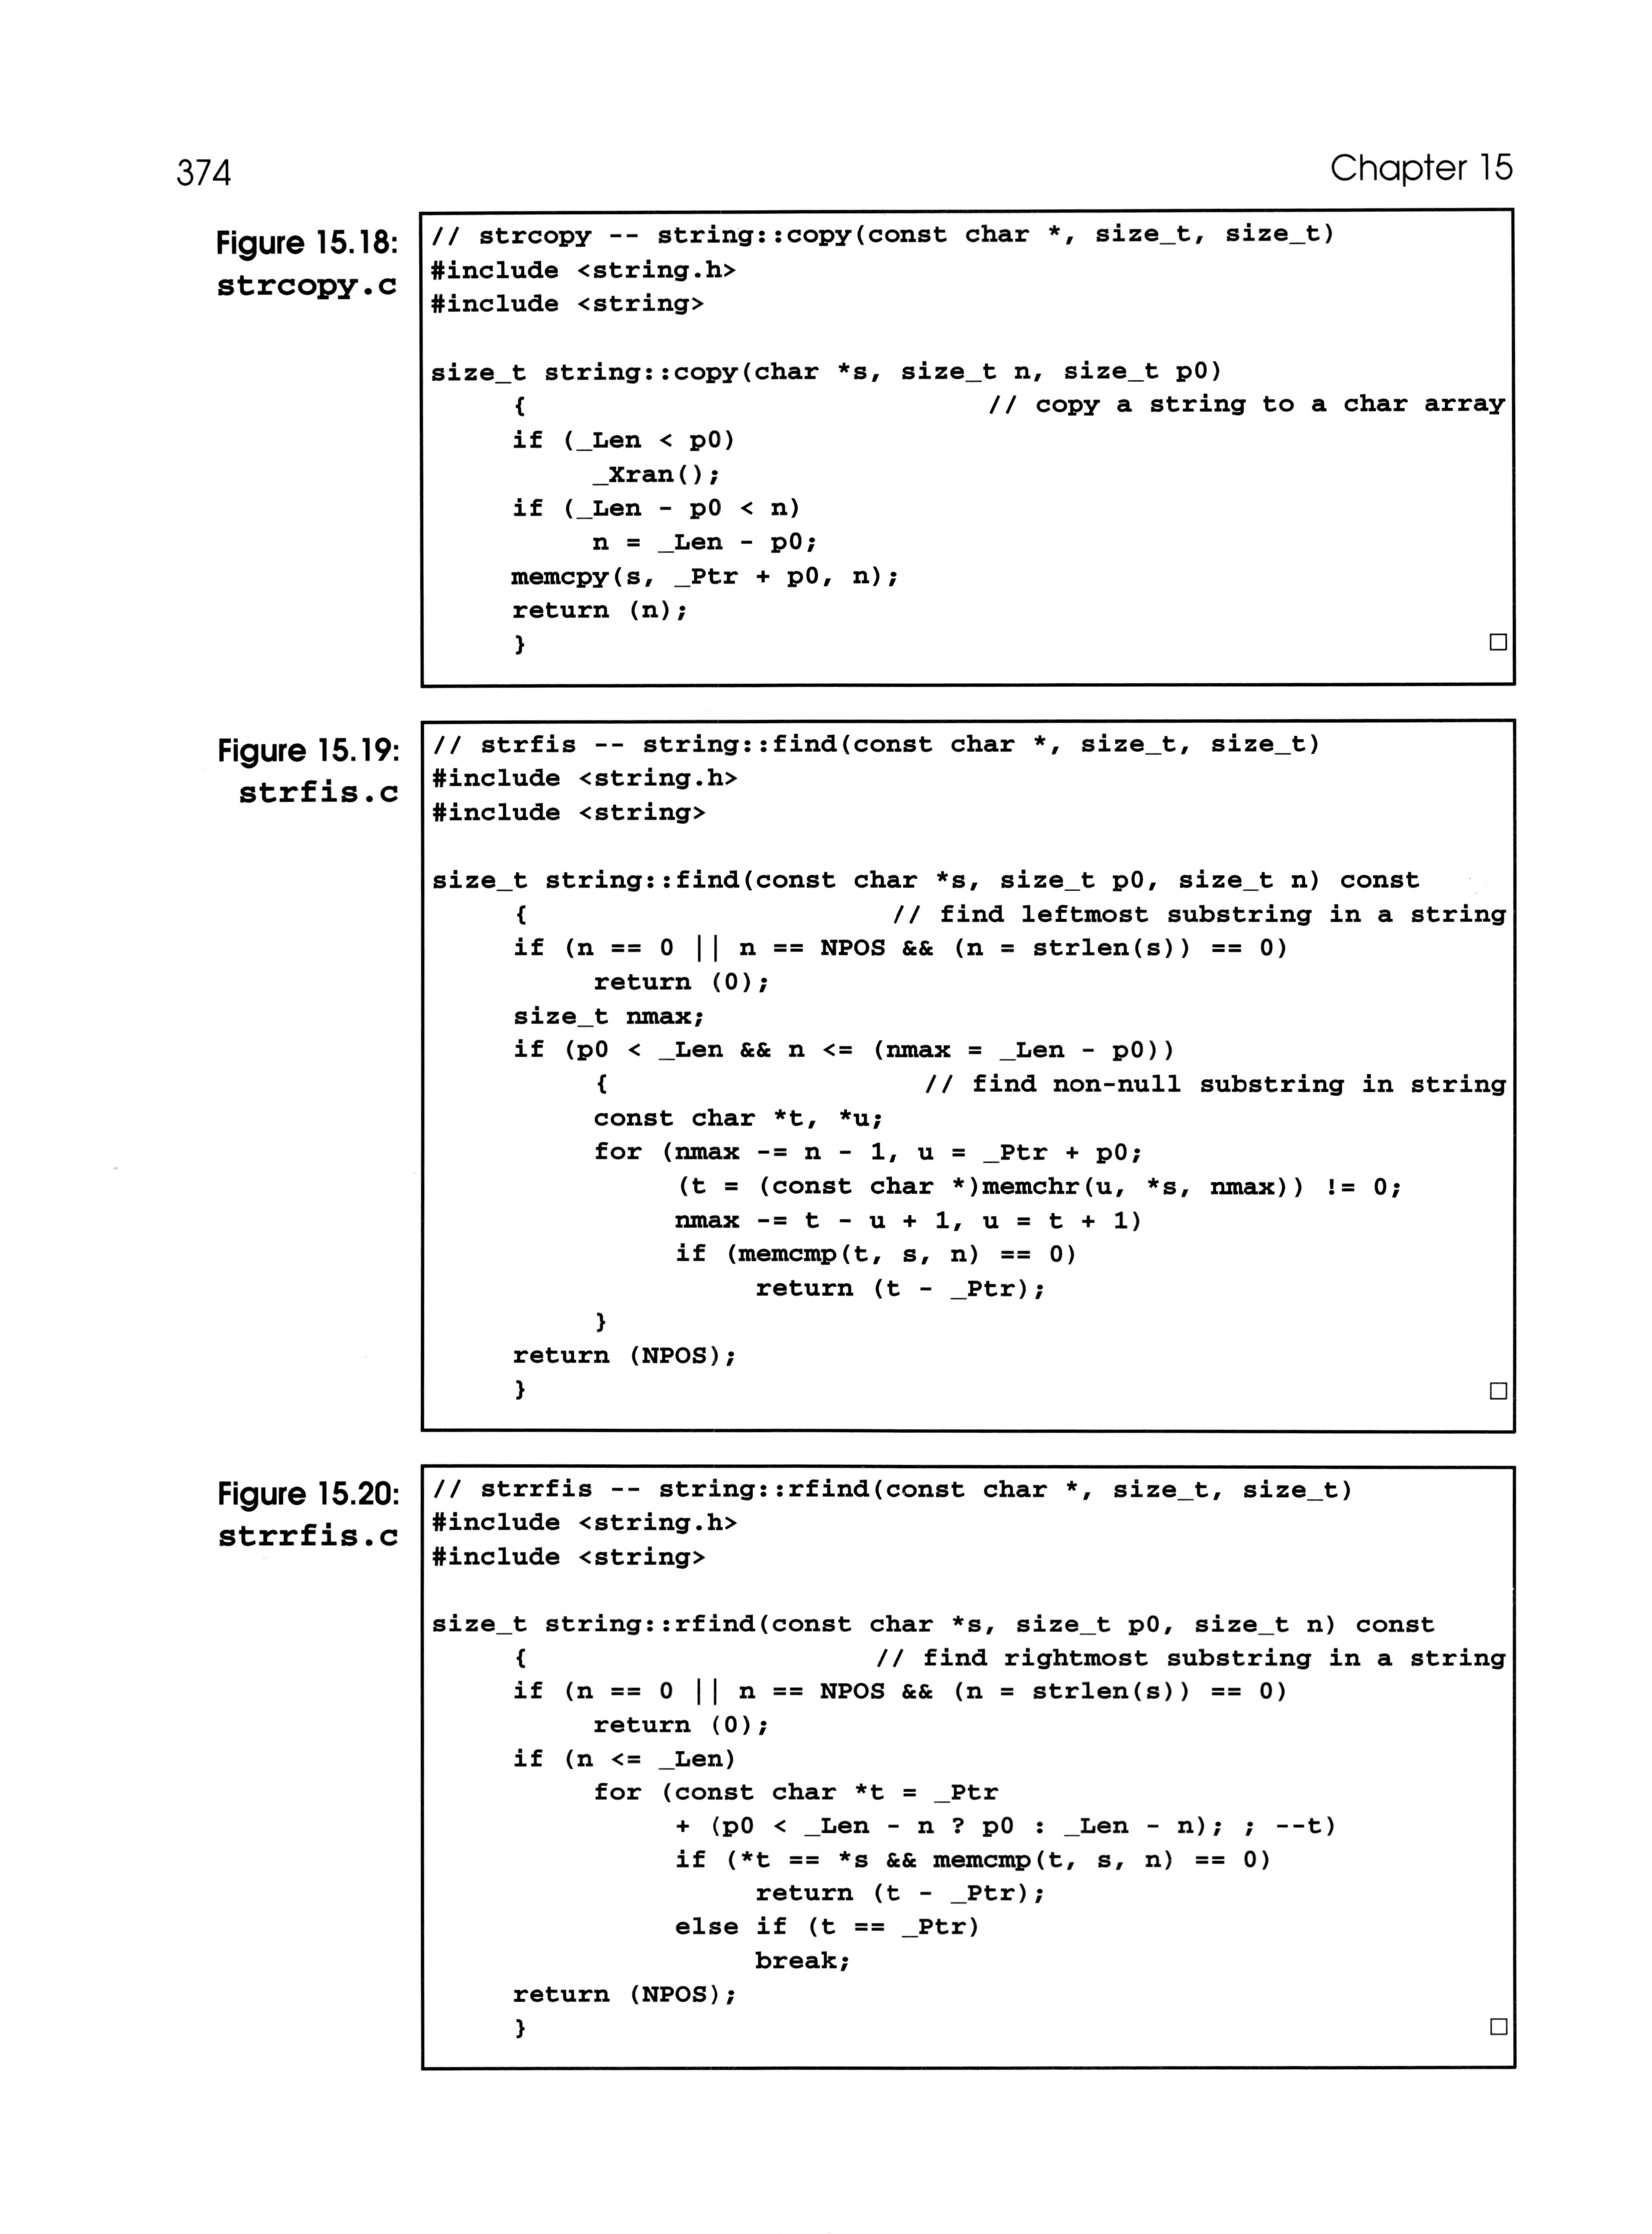 374
Chapter 15
Figure 15.18:
strcopy.c
// strcopy -- string::copy(const char *, size_t, size_t)
#include <string.h>
#include <string>
size_t string::copy(char *s, size_t n, size_t p0)
{ // copy a string to a char array
if (_Len < p0)
_Xran();
if (_Len - p0 < n)
n = _Len - p0;
memcpy(s, _Ptr + p0, n);
return (n);
}
Figure 15.19:
strfis.c
// strfis -- string::find(const char *, size_t, size_t)
#include <string.h>
#include <string>
size_t string::find(const char *s, size_t p0, size_t n) const
{ // find leftmost substring in a string
if (n == 0 || n == NPOS && (n = strlen(s)) == 0)
return (0);
size_t nmax;
if (p0 < _Len && n <= (nmax = _Len - p0))
{ // find non-null substring in string
const char *t, *u;
for (nmax -= n - 1, u = _Ptr + p0;
(t = (const char *)memchr(u, *s, nmax)) != 0;
nmax -= t - u + 1, u = t + 1)
if (memcmp(t, s, n) == 0)
return (t - _Ptr);
}
return (NPOS);
}
Figure 15.20:
strrfis.c
// strrfis -- string::rfind(const char *, size_t, size_t)
#include <string.h>
#include <string>
size_t string::rfind(const char *s, size_t p0, size_t n) const
{ // find rightmost substring in a string
if (n == 0 || n == NPOS && (n = strlen(s)) == 0)
return (0);
if (n <= _Len)
for (const char *t = _Ptr
+ (p0 < _Len - n ? p0 : _Len - n); ; --t)
if (*t == *s && memcmp(t, s, n) == 0)
return (t - _Ptr);
else if (t == _Ptr)
break;
return (NPOS);
}